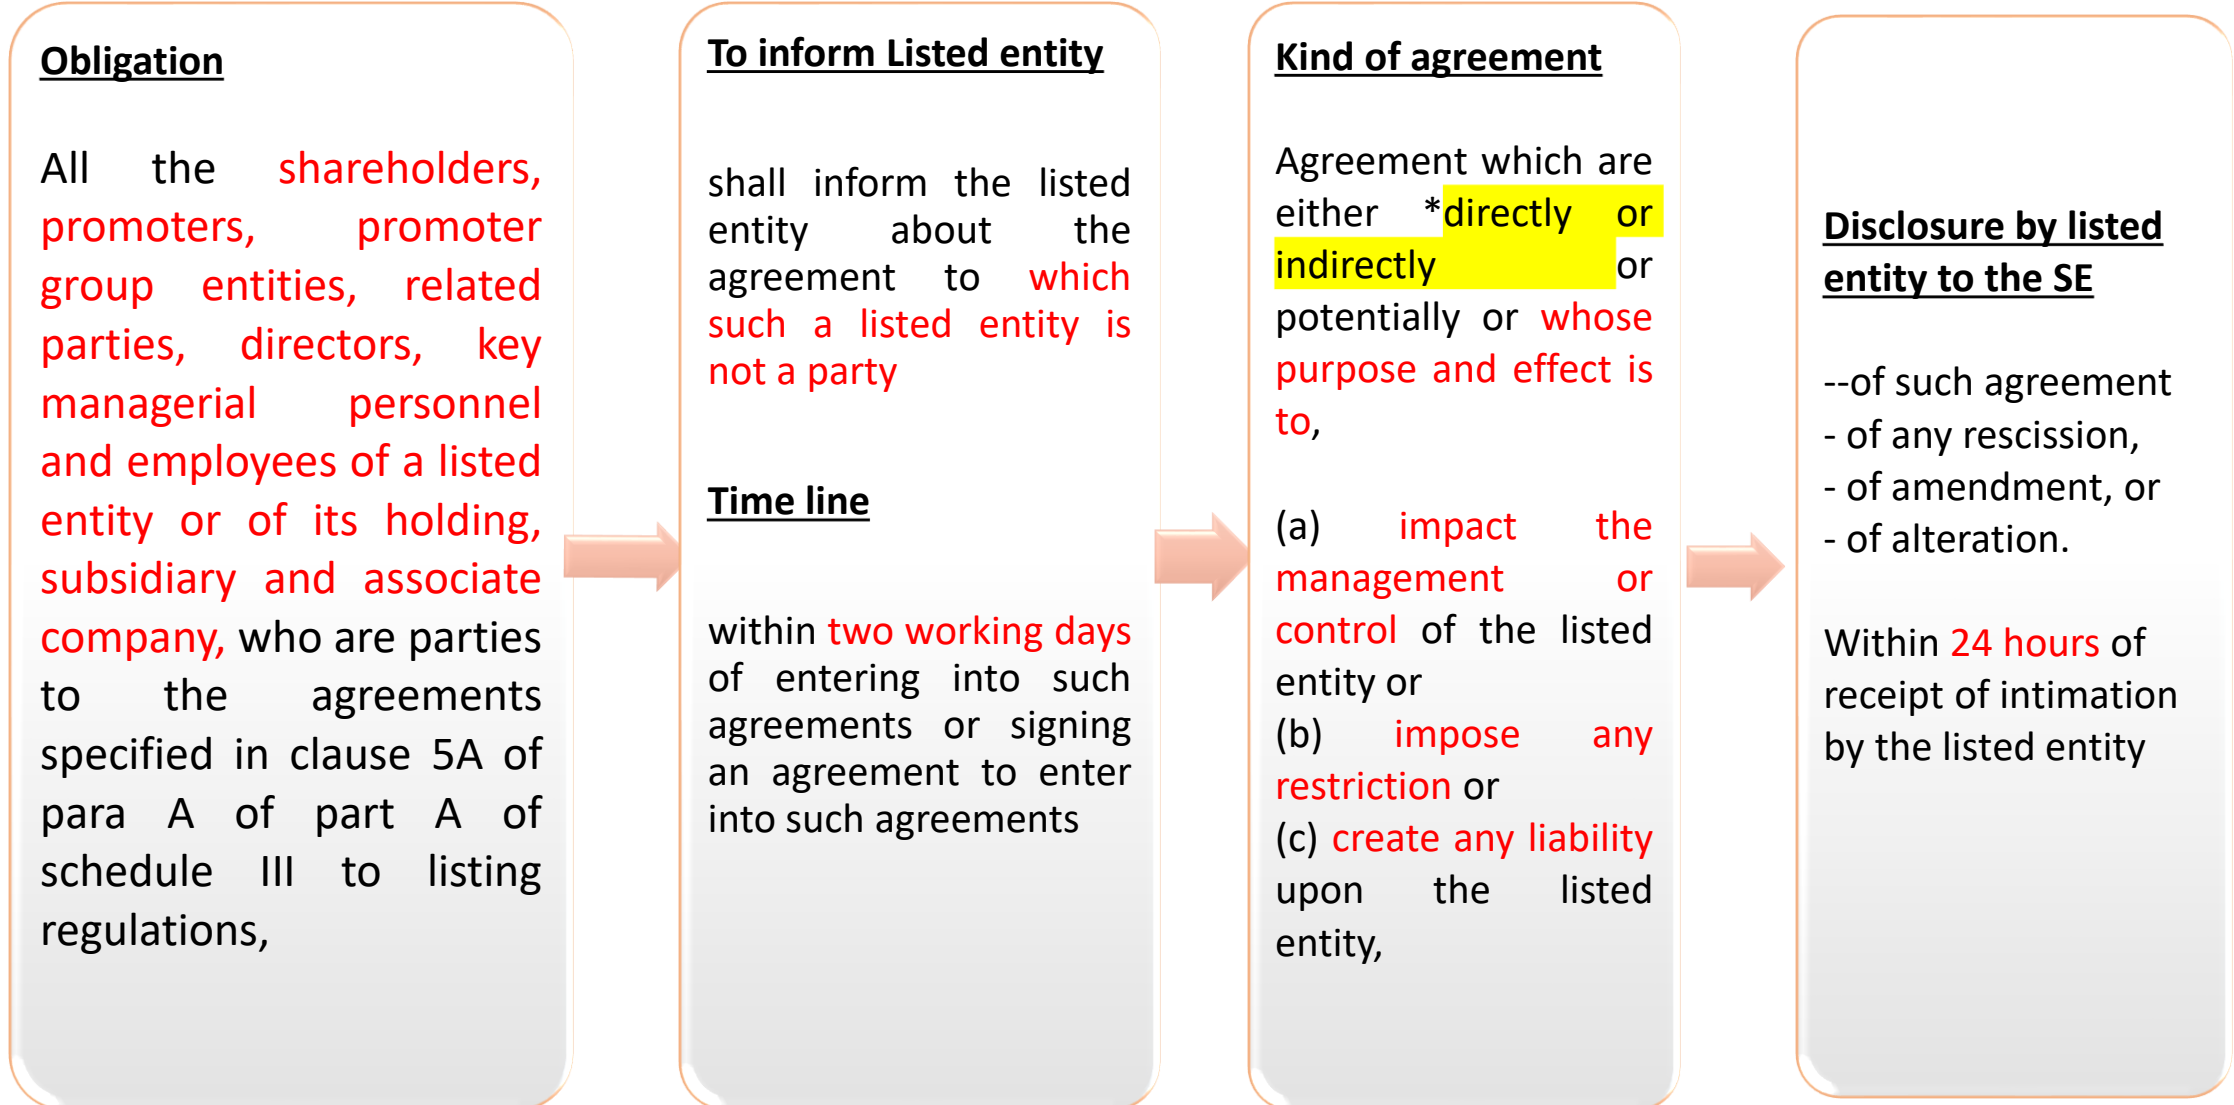 Obligation
All the shareholders,
promoters, promoter
group entities, related
parties, directors, key
managerial personnel
and employees of a listed
entity or of its holding,
subsidiary and associate
company, who are parties
to the agreements
specified in clause 5A of
para A of part A of
schedule III to listing
regulations,
To inform Listed entity
shall inform the listed
entity about the
agreement to which
such a listed entity is
not a party
Time line
within two working days
of entering into such
agreements or signing
an agreement to enter
into such agreements
Kind of agreement
Agreement which are
either *directly or
indirectly or
potentially or whose
purpose and effect is
to,
(a) impact the
management or
control of the listed
entity or
(b) impose any
restriction or
(c) create any liability
upon the listed
entity,
Disclosure by listed
entity to the SE
--of such agreement
- of any rescission,
- of amendment, or
- of alteration.
Within 24 hours of
receipt of intimation
by the listed entity